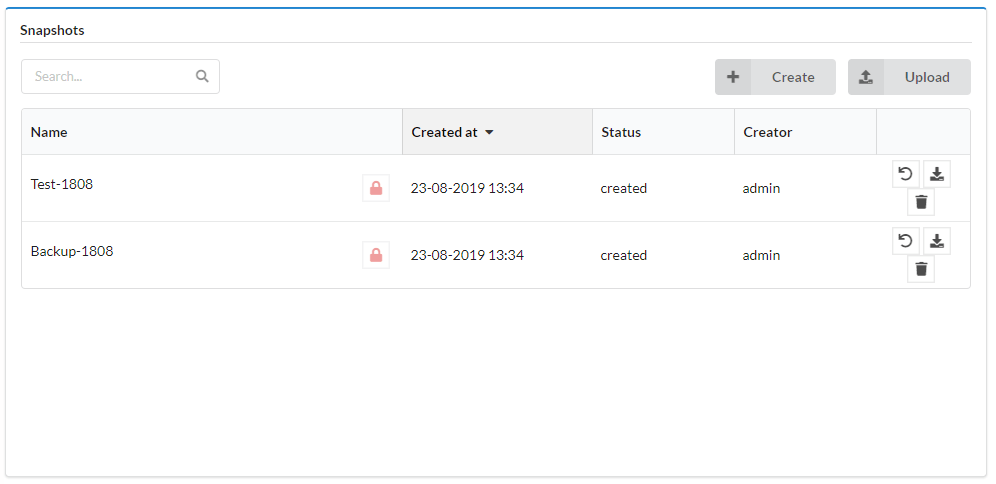 Snapshots
Search...
Create
Upload
Name Created at Status Creator
Test-1808 23-08-2019 13:34 created admin
Backup-1808 23-08-2019 13:34 created admin